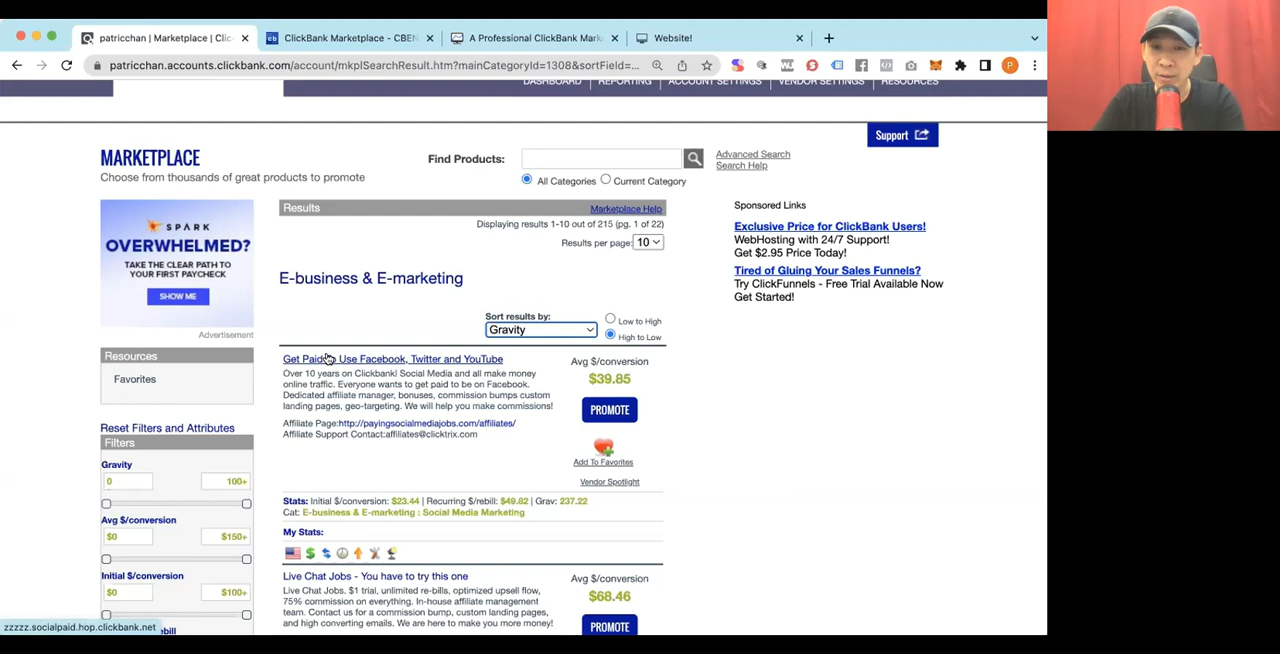 patricchan | Marketplace | Clic
ClickBank Marketplace - CBEN
A Professional ClickBank Mark
Website!
patricchan.accounts.clickbank.com/account/mkplSearchResult.htm?mainCategoryId=1308&sortField=...
P
DASHBOARD
REPORTING
ACCOUNT SETTINGS
VENDOR SETTINGS
RESOURCES
Support
MARKETPLACE
Choose from thousands of great products to promote
Find Products:
Advanced Search
Search Help
All Categories
Current Category
SPARK
OVERWHELMED?
TAKE THE CLEAR PATH TO
YOUR FIRST PAYCHECK
SHOW ME
Advertisement
Resources
Favorites
Reset Filters and Attributes
Filters
Gravity
0
100+
Avg $/conversion
$0
$150+
Initial $/conversion
$0
$100+
Results
Marketplace Help
Displaying results 1-10 out of 215 (pg. 1 of 22)
Results per page: 10
E-business & E-marketing
Sort results by:
Gravity
Low to High
High to Low
Get Paid Use Facebook, Twitter and YouTube
Over 10 years on Clickbank! Social Media and all make money
online traffic. Everyone wants to get paid to be on Facebook.
Dedicated affiliate manager, bonuses, commission bumps custom
landing pages, geo-targeting. We will help you make commissions!
Affiliate Page:http://payingsocialmediajobs.com/affiliates/
Affiliate Support Contact:affiliates@clicktrix.com
Avg $/conversion
$39.85
PROMOTE
Add To Favorites
Vendor Spotlight
Stats: Initial $/conversion: $23.44 | Recurring $/rebill: $49.82 | Grav: 237.22
Cat: E-business & E-marketing : Social Media Marketing
My Stats:
Live Chat Jobs - You have to try this one
Live Chat Jobs. $1 trial, unlimited re-bills, optimized upsell flow,
75% commission on everything. In-house affiliate management
team. Contact us for a commission bump, custom landing pages,
and high converting emails. We are here to make you more money!
Avg $/conversion
$68.46
PROMOTE
Sponsored Links
Exclusive Price for ClickBank Users!
WebHosting with 24/7 Support!
Get $2.95 Price Today!
Tired of Gluing Your Sales Funnels?
Try ClickFunnels - Free Trial Available Now
Get Started!
zzzzz.socialpaid.hop.clickbank.net